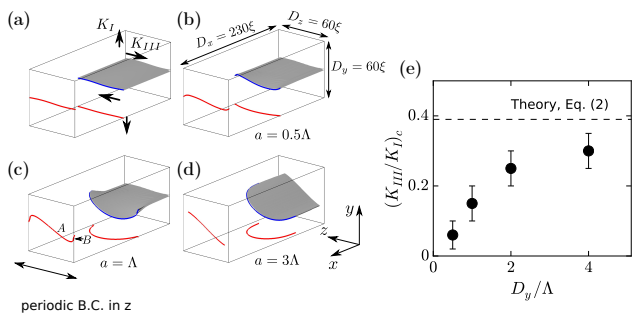 (a)
K_I
K_III
(b)
D_x = 230ξ
D_z = 60ξ
D_y = 60ξ
a = 0.5Λ
(c)
A
B
a = Λ
(d)
a = 3Λ
y
z
x
periodic B.C. in z
(e)
Theory, Eq. (2)
(K_III/K_I)_c
0.4
0.2
0
0
2
4
D_y/Λ